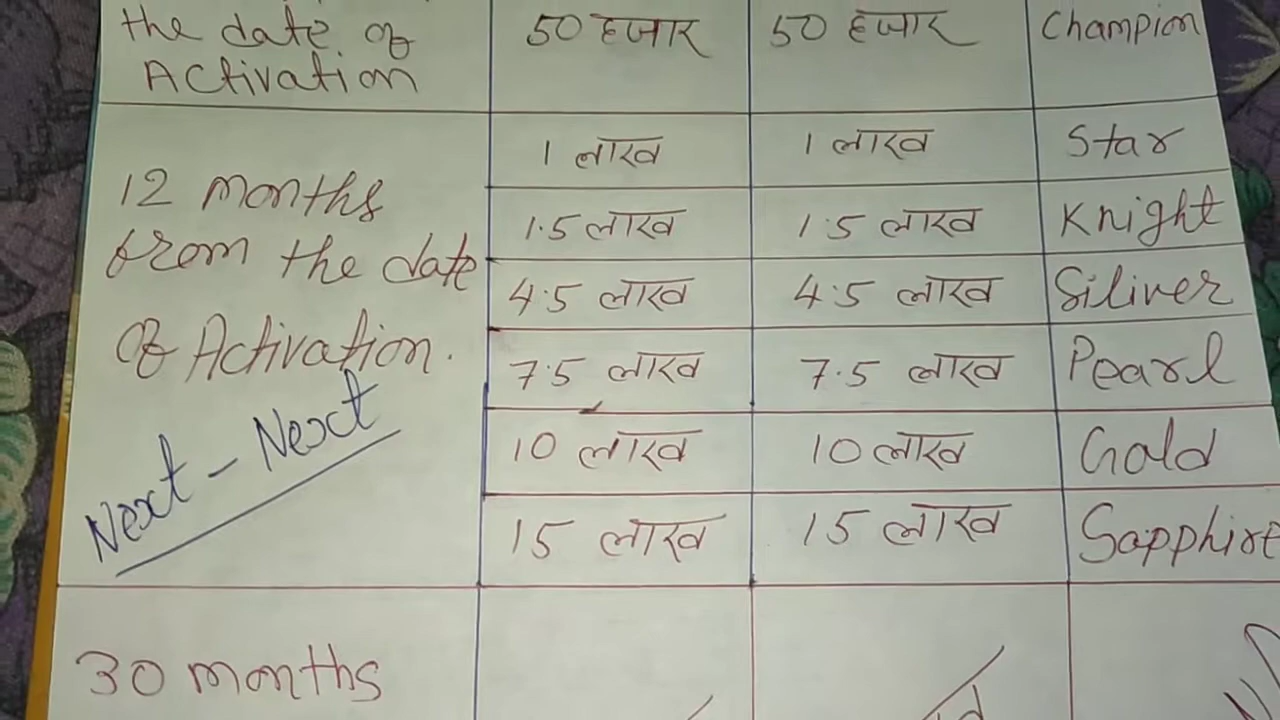 the date of
Activation
50 हजार
50 हजार
Champion
12 months
from the date
of Activation.
Next - Next
1 लाख
1 लाख
Star
1.5 लाख
1.5 लाख
Knight
4.5 लाख
4.5 लाख
Siliver
7.5 लाख
7.5 लाख
Pearl
10 लाख
10 लाख
Gold
15 लाख
15 लाख
Sapphire
30 months